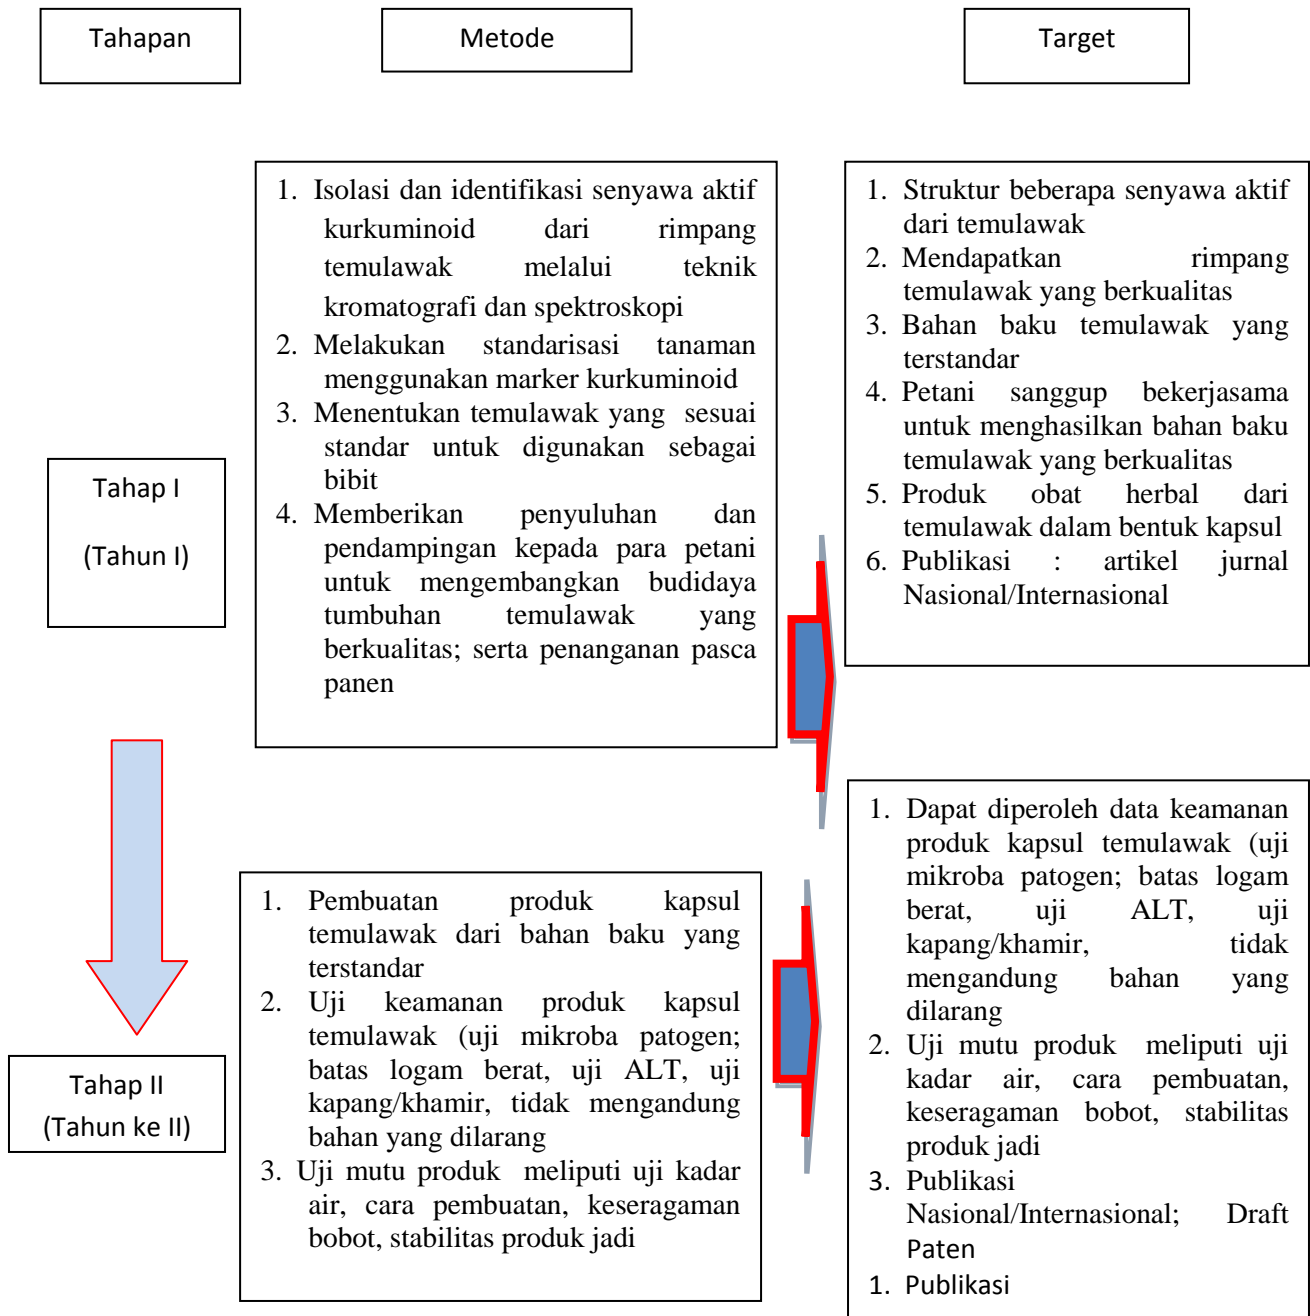 Tahapan
Metode
Target
Tahap I
(Tahun I)
1. Isolasi dan identifikasi senyawa aktif
kurkuminoid dari rimpang
temulawak melalui teknik
kromatografi dan spektroskopi
2. Melakukan standarisasi tanaman
menggunakan marker kurkuminoid
3. Menentukan temulawak yang sesuai
standar untuk digunakan sebagai
bibit
4. Memberikan penyuluhan dan
pendampingan kepada para petani
untuk mengembangkan budidaya
tumbuhan temulawak yang
berkualitas; serta penanganan pasca
panen
1. Struktur beberapa senyawa aktif
dari temulawak
2. Mendapatkan rimpang
temulawak yang berkualitas
3. Bahan baku temulawak yang
terstandar
4. Petani sanggup bekerjasama
untuk menghasilkan bahan baku
temulawak yang berkualitas
5. Produk obat herbal dari
temulawak dalam bentuk kapsul
6. Publikasi : artikel jurnal
Nasional/Internasional
Tahap II
(Tahun ke II)
1. Pembuatan produk kapsul
temulawak dari bahan baku yang
terstandar
2. Uji keamanan produk kapsul
temulawak (uji mikroba patogen;
batas logam berat, uji ALT, uji
kapang/khamir, tidak mengandung
bahan yang dilarang
3. Uji mutu produk meliputi uji kadar
air, cara pembuatan, keseragaman
bobot, stabilitas produk jadi
1. Dapat diperoleh data keamanan
produk kapsul temulawak (uji
mikroba patogen; batas logam
berat, uji ALT, uji
kapang/khamir, tidak
mengandung bahan yang
dilarang
2. Uji mutu produk meliputi uji
kadar air, cara pembuatan,
keseragaman bobot, stabilitas
produk jadi
3. Publikasi
Nasional/Internasional; Draft
Paten
1. Publikasi